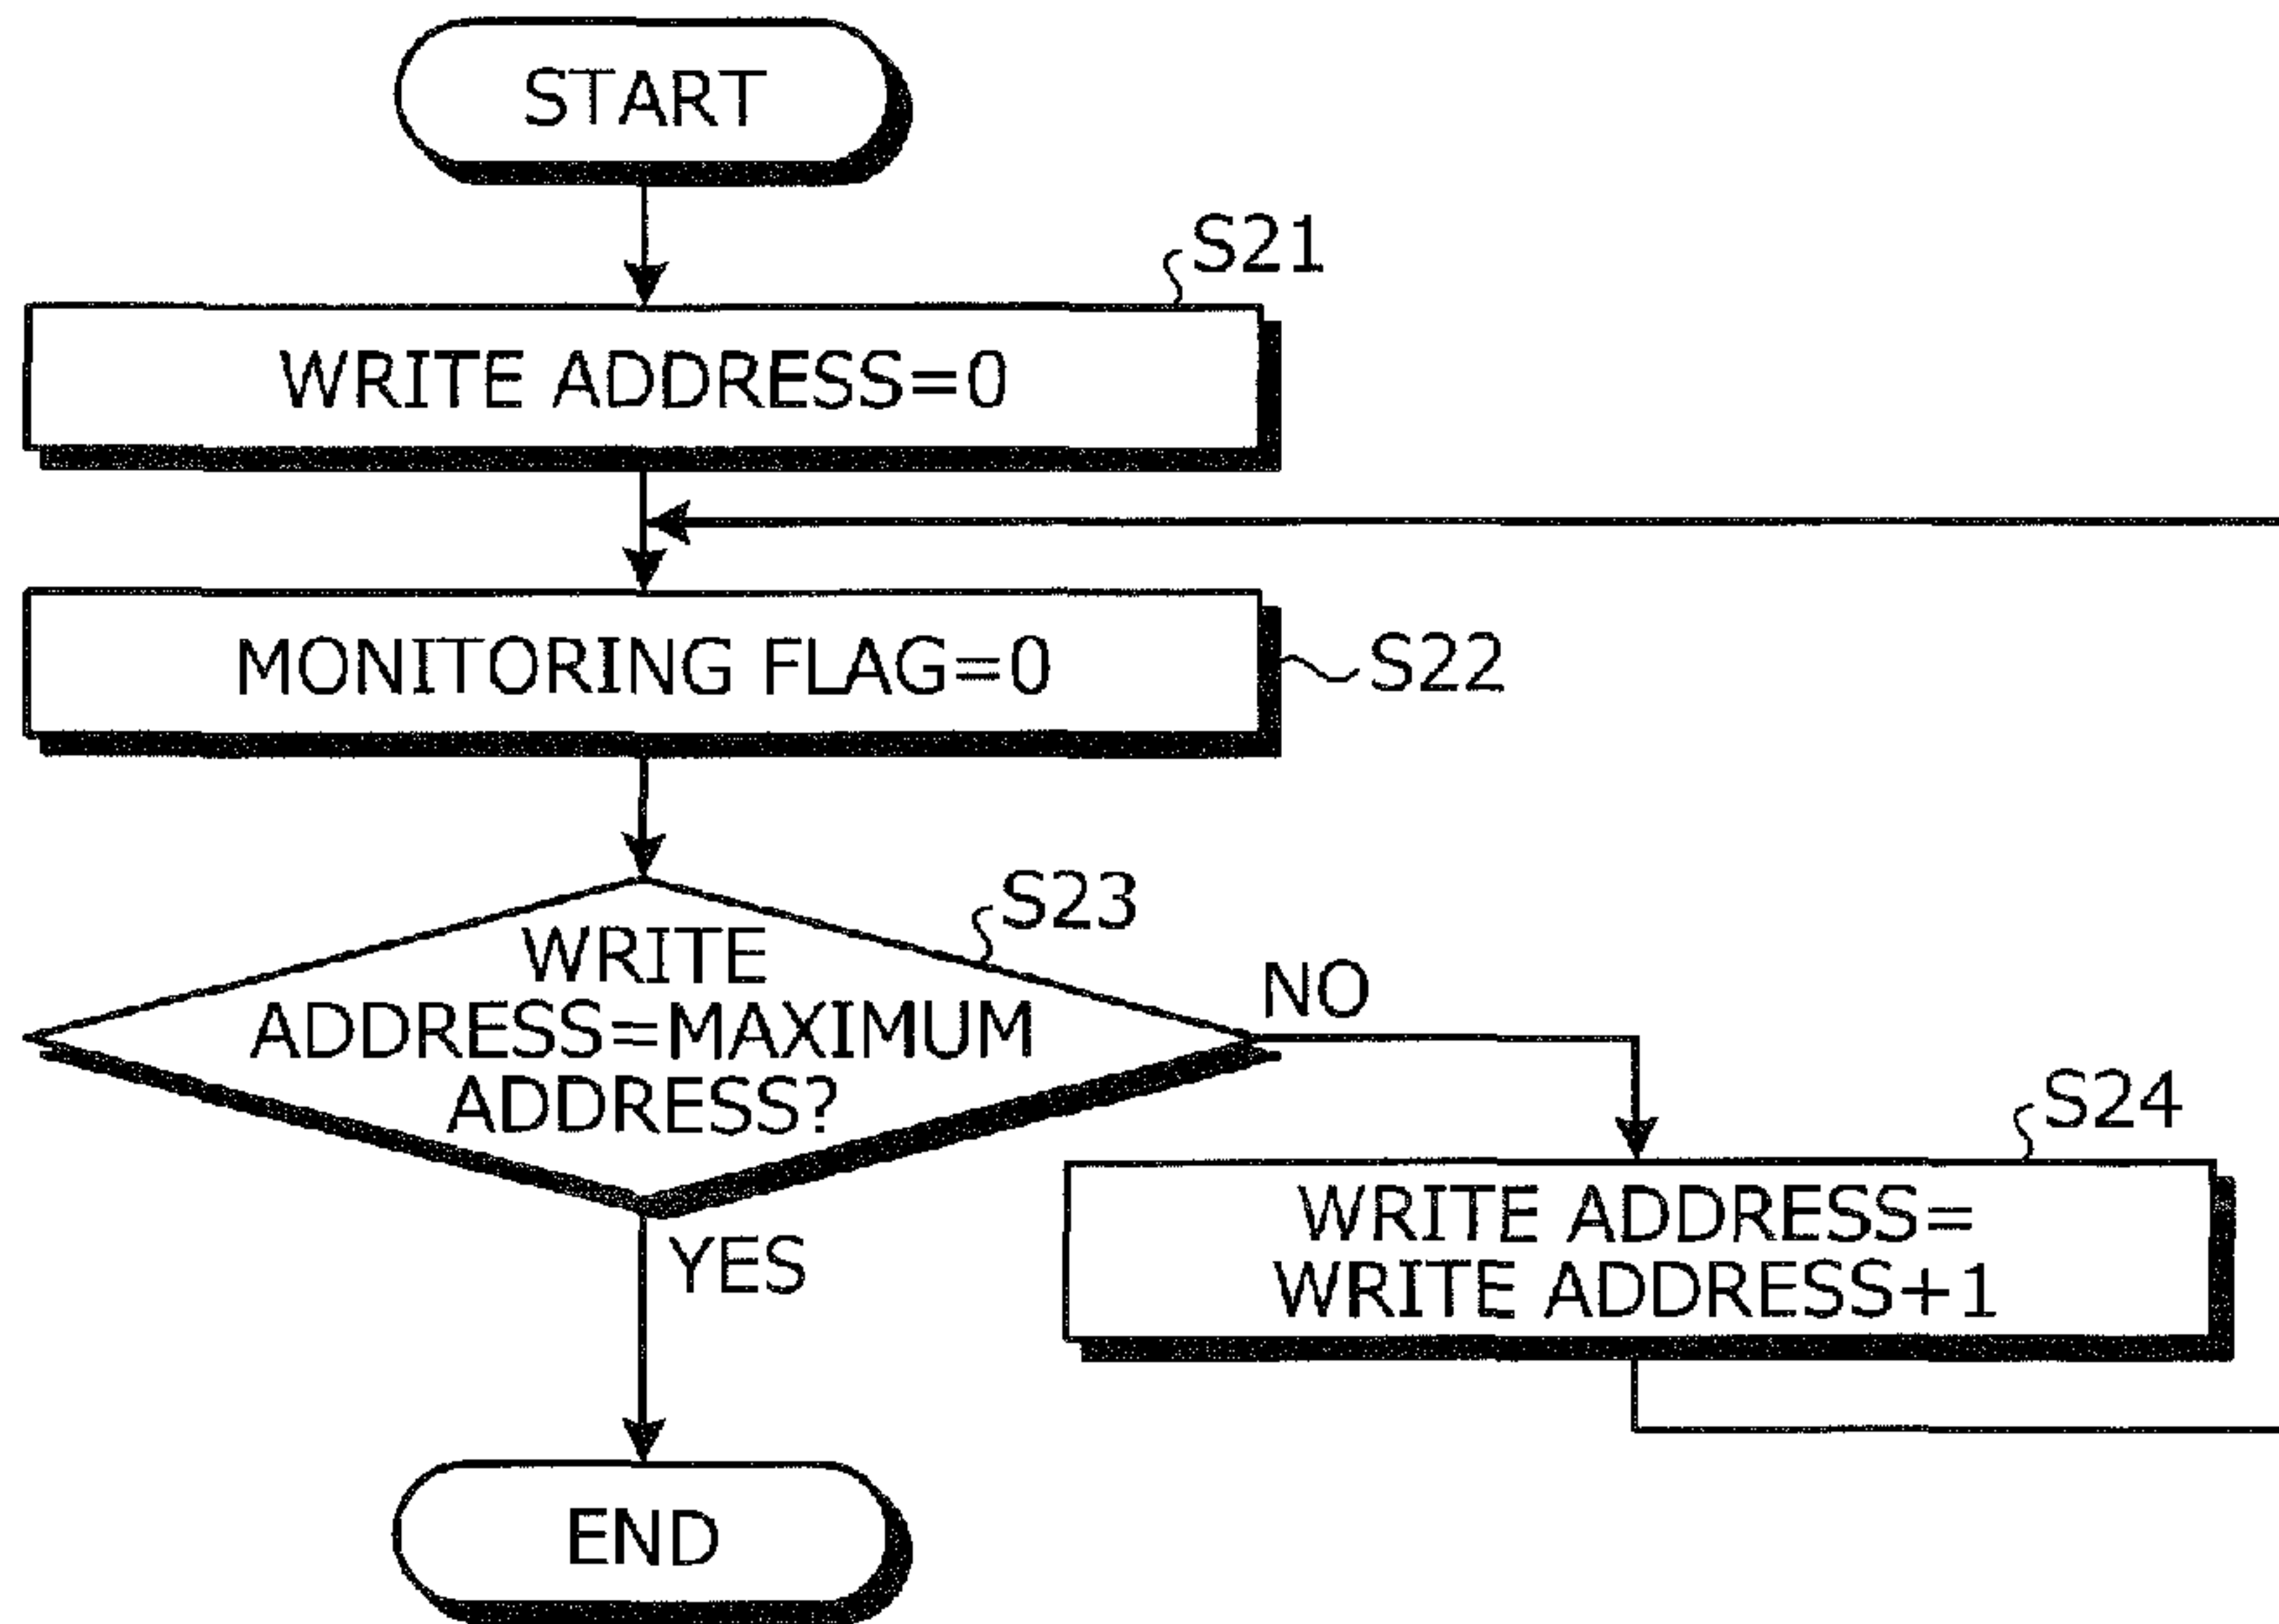 START
S21
WRITE ADDRESS=0
MONITORING FLAG=0
S22
S23
WRITE
ADDRESS=MAXIMUM
ADDRESS?
NO
S24
WRITE ADDRESS=
WRITE ADDRESS+1
YES
END